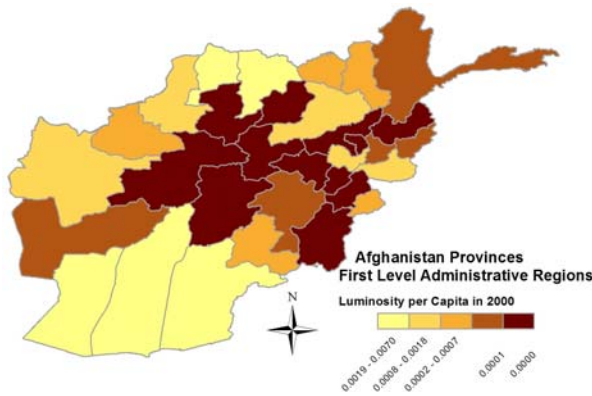 Afghanistan Provinces
First Level Administrative Regions
N
Luminosity per Capita in 2000
0.0019 - 0.0070
0.0008 - 0.0018
0.0002 - 0.0007
0.0001
0.0000